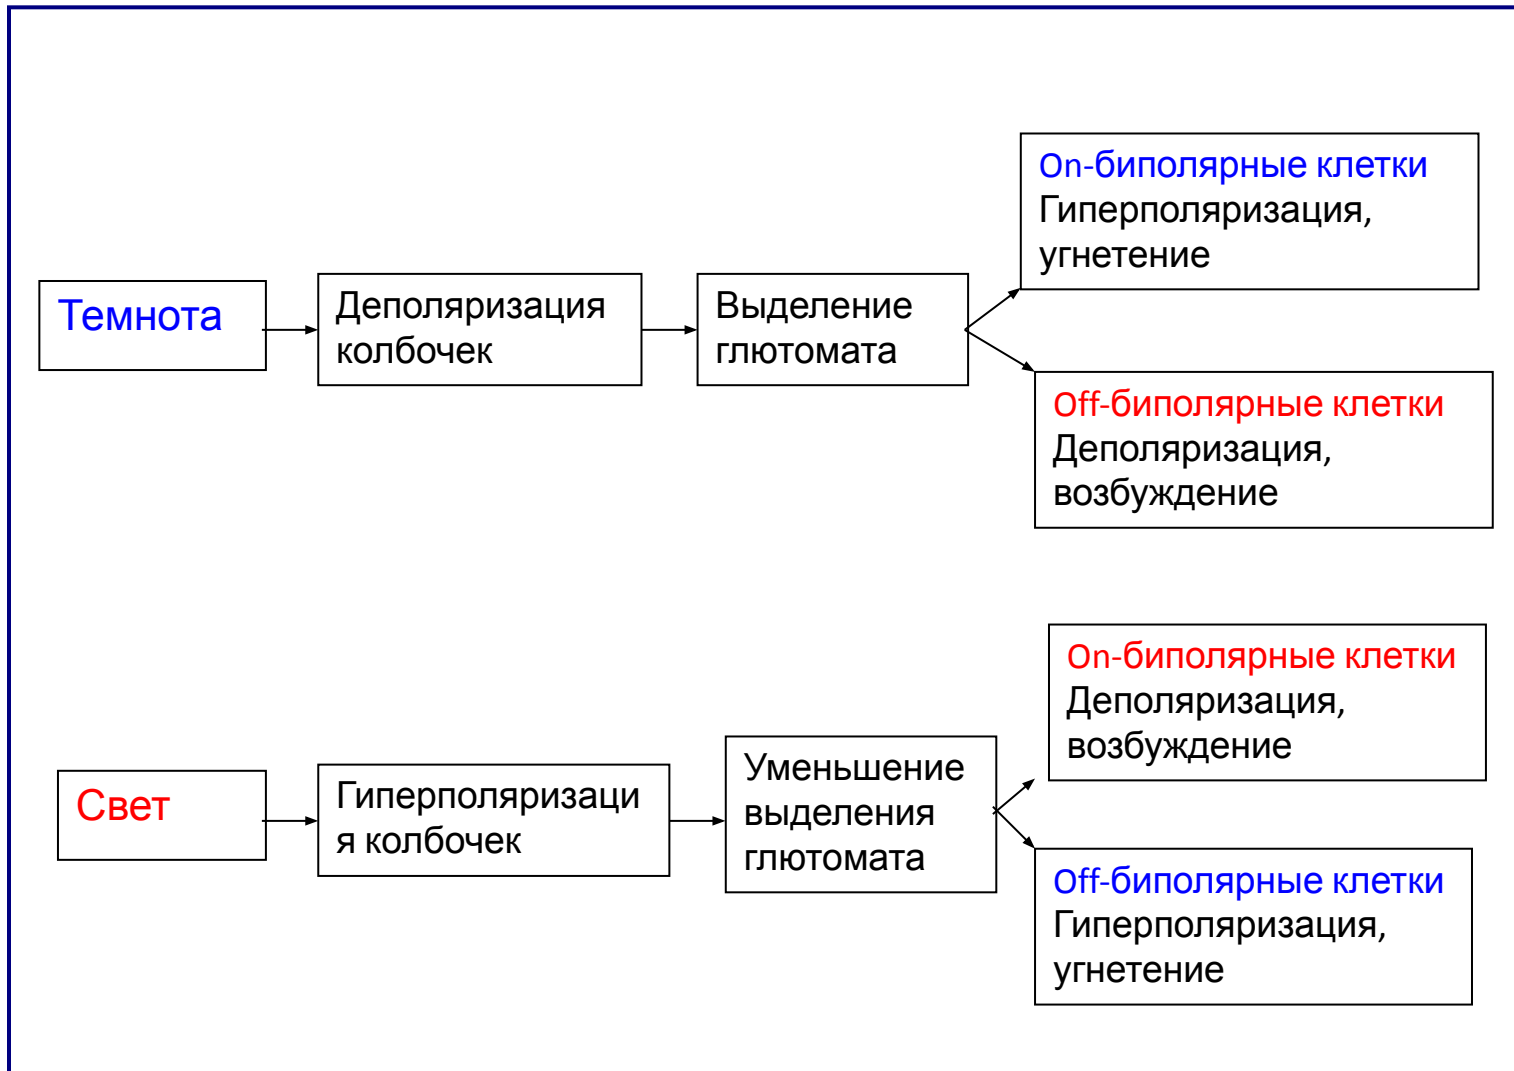 Темнота
Деполяризация
колбочек
Выделение
глютомата
On-биполярные клетки
Гиперполяризация,
угнетение
Off-биполярные клетки
Деполяризация,
возбуждение
Свет
Гиперполяризаци
я колбочек
Уменьшение
выделения
глютомата
On-биполярные клетки
Деполяризация,
возбуждение
Off-биполярные клетки
Гиперполяризация,
угнетение